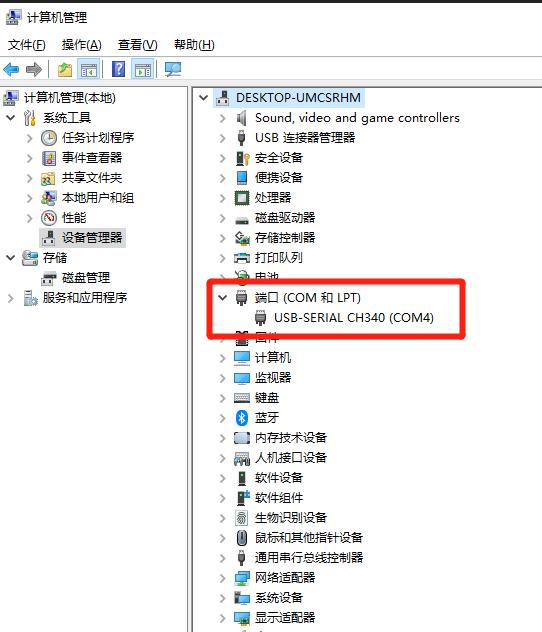 计算机管理
文件(F) 操作(A) 查看(V) 帮助(H)
计算机管理(本地)
系统工具
任务计划程序
事件查看器
共享文件夹
本地用户和组
性能
设备管理器
存储
磁盘管理
服务和应用程序
DESKTOP-UMCSRHM
Sound, video and game controllers
USB 连接器管理器
安全设备
便携设备
处理器
磁盘驱动器
存储控制器
打印队列
电池
端口 (COM 和 LPT)
USB-SERIAL CH340 (COM4)
固件
计算机
监视器
键盘
蓝牙
内存技术设备
人机接口设备
软件设备
软件组件
生物识别设备
鼠标和其他指针设备
通用串行总线控制器
网络适配器
系统设备
显示适配器